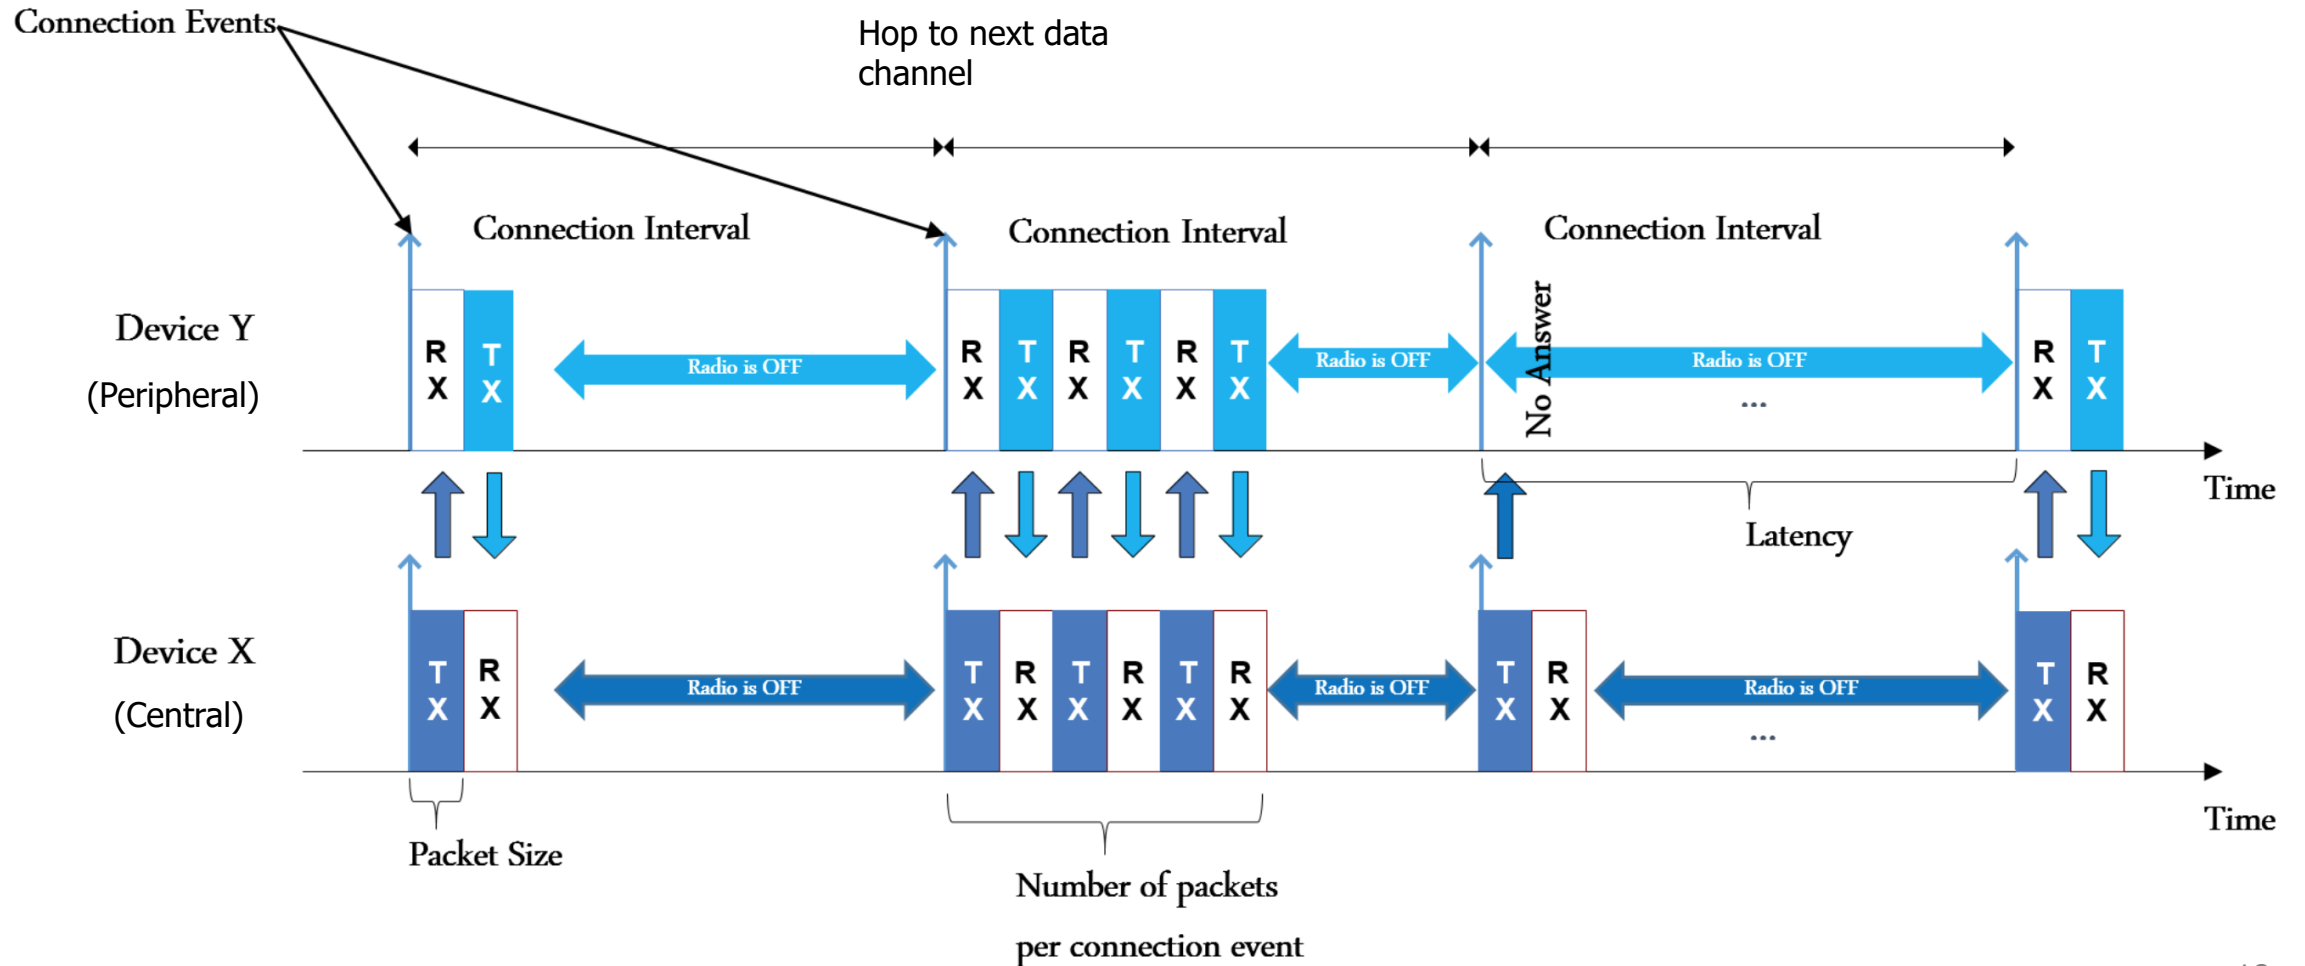 Connection Events
Hop to next data
channel
Connection Interval
Connection Interval
Connection Interval
Device Y
(Peripheral)
R
X
T
X
Radio is OFF
R
X
T
X
R
X
T
X
R
X
T
X
Radio is OFF
No Answer
Radio is OFF
...
R
X
T
X
Time
Latency
Device X
(Central)
T
X
R
X
Radio is OFF
T
X
R
X
T
X
R
X
T
X
R
X
Radio is OFF
T
X
R
X
Radio is OFF
...
T
X
R
X
Time
Packet Size
Number of packets
per connection event